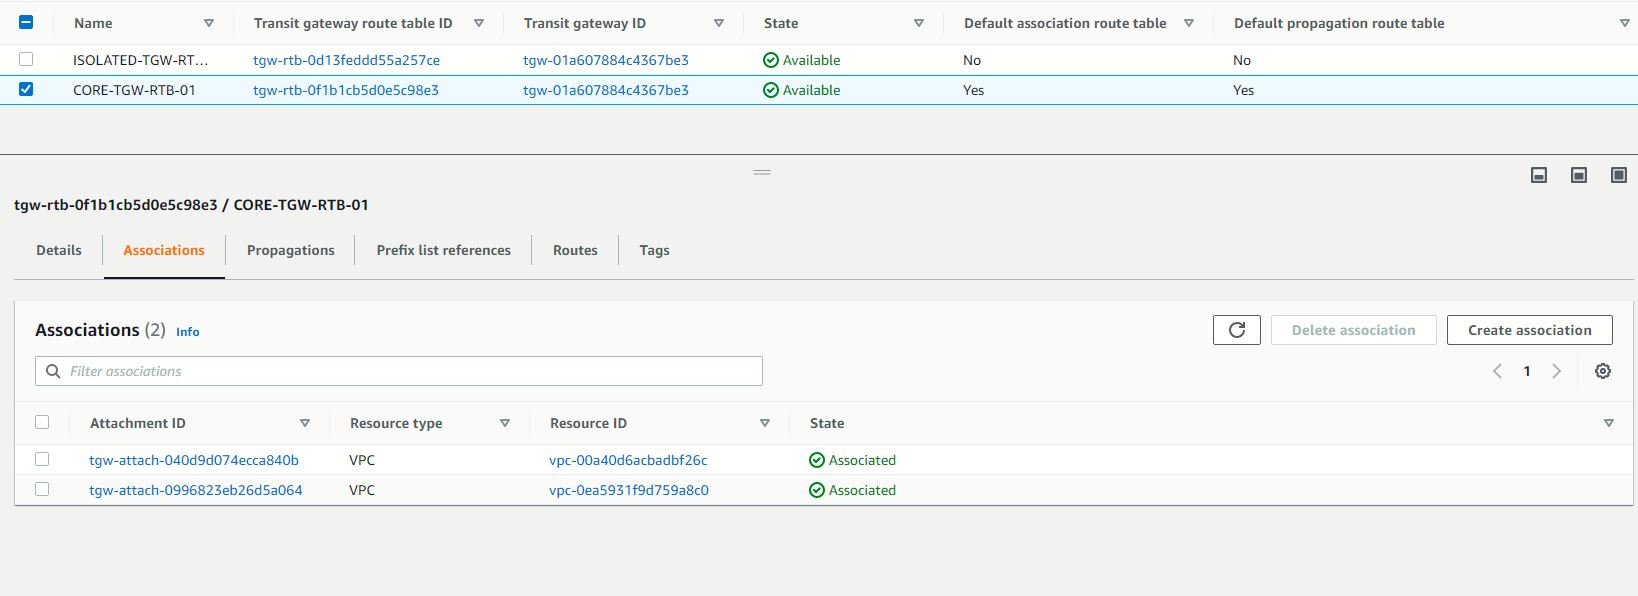 Name Transit gateway route table ID Transit gateway ID State Default association route table Default propagation route table
ISOLATED-TGW-RT... tgw-rtb-0d13feddd55a257ce tgw-01a607884c4367be3 Available No No
CORE-TGW-RTB-01 tgw-rtb-0f1b1cb5d0e5c98e3 tgw-01a607884c4367be3 Available Yes Yes
tgw-rtb-0f1b1cb5d0e5c98e3 / CORE-TGW-RTB-01
Details Associations Propagations Prefix list references Routes Tags
Associations (2) Info Delete association Create association
Filter associations 1
Attachment ID Resource type Resource ID State
tgw-attach-040d9d074ecca840b VPC vpc-00a40d6acbadbf26c Associated
tgw-attach-0996823eb26d5a064 VPC vpc-0ea5931f9d759a8c0 Associated